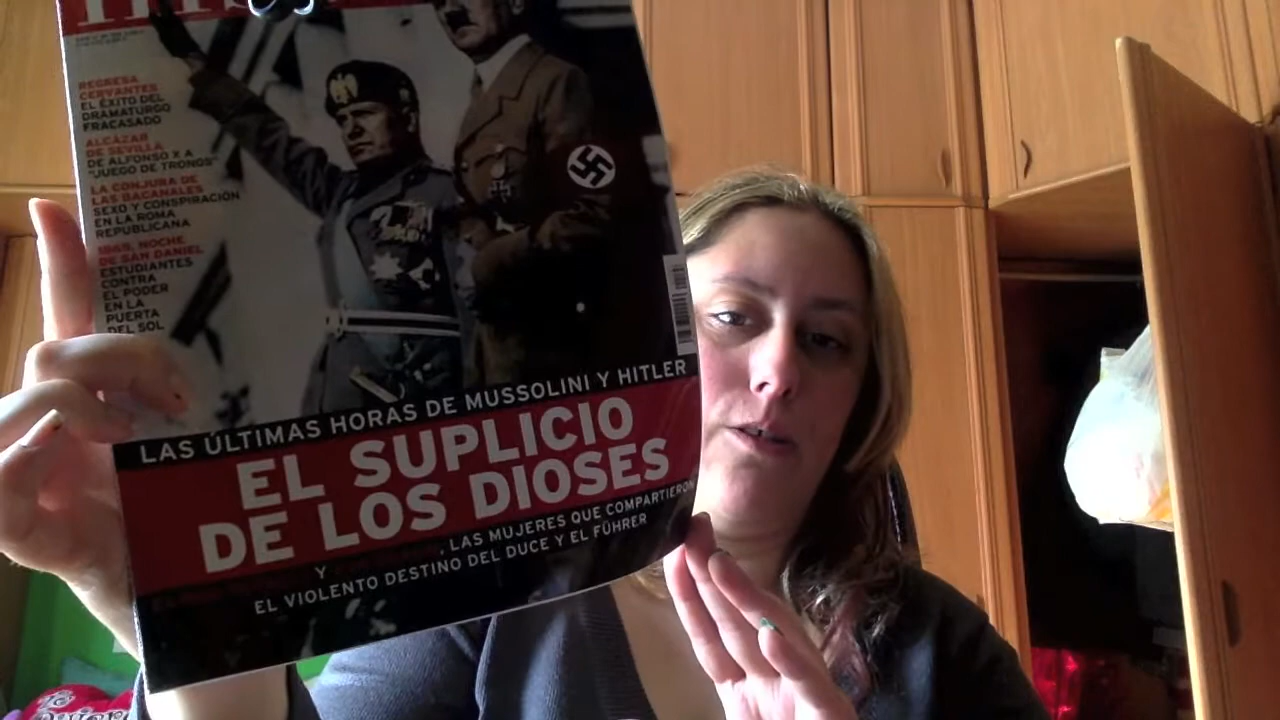 REGRESA
CERVANTES
EL ÉXITO DEL
DRAMATURGO
FRACASADO
ALCÁZAR
DE SEVILLA
DE ALFONSO X A
"JUEGO DE TRONOS"
LA CONJURA DE
LAS BACANALES
SEXO Y CONSPIRACIÓN
EN LA ROMA
REPUBLICANA
1865, NOCHE
DE SAN DANIEL
ESTUDIANTES
CONTRA
EL PODER
EN LA
PUERTA
DEL SOL
LAS ÚLTIMAS HORAS DE MUSSOLINI Y HITLER
EL SUPLICIO
DE LOS DIOSES
Y , LAS MUJERES QUE COMPARTIERON
EL VIOLENTO DESTINO DEL DUCE Y EL FÜHRER